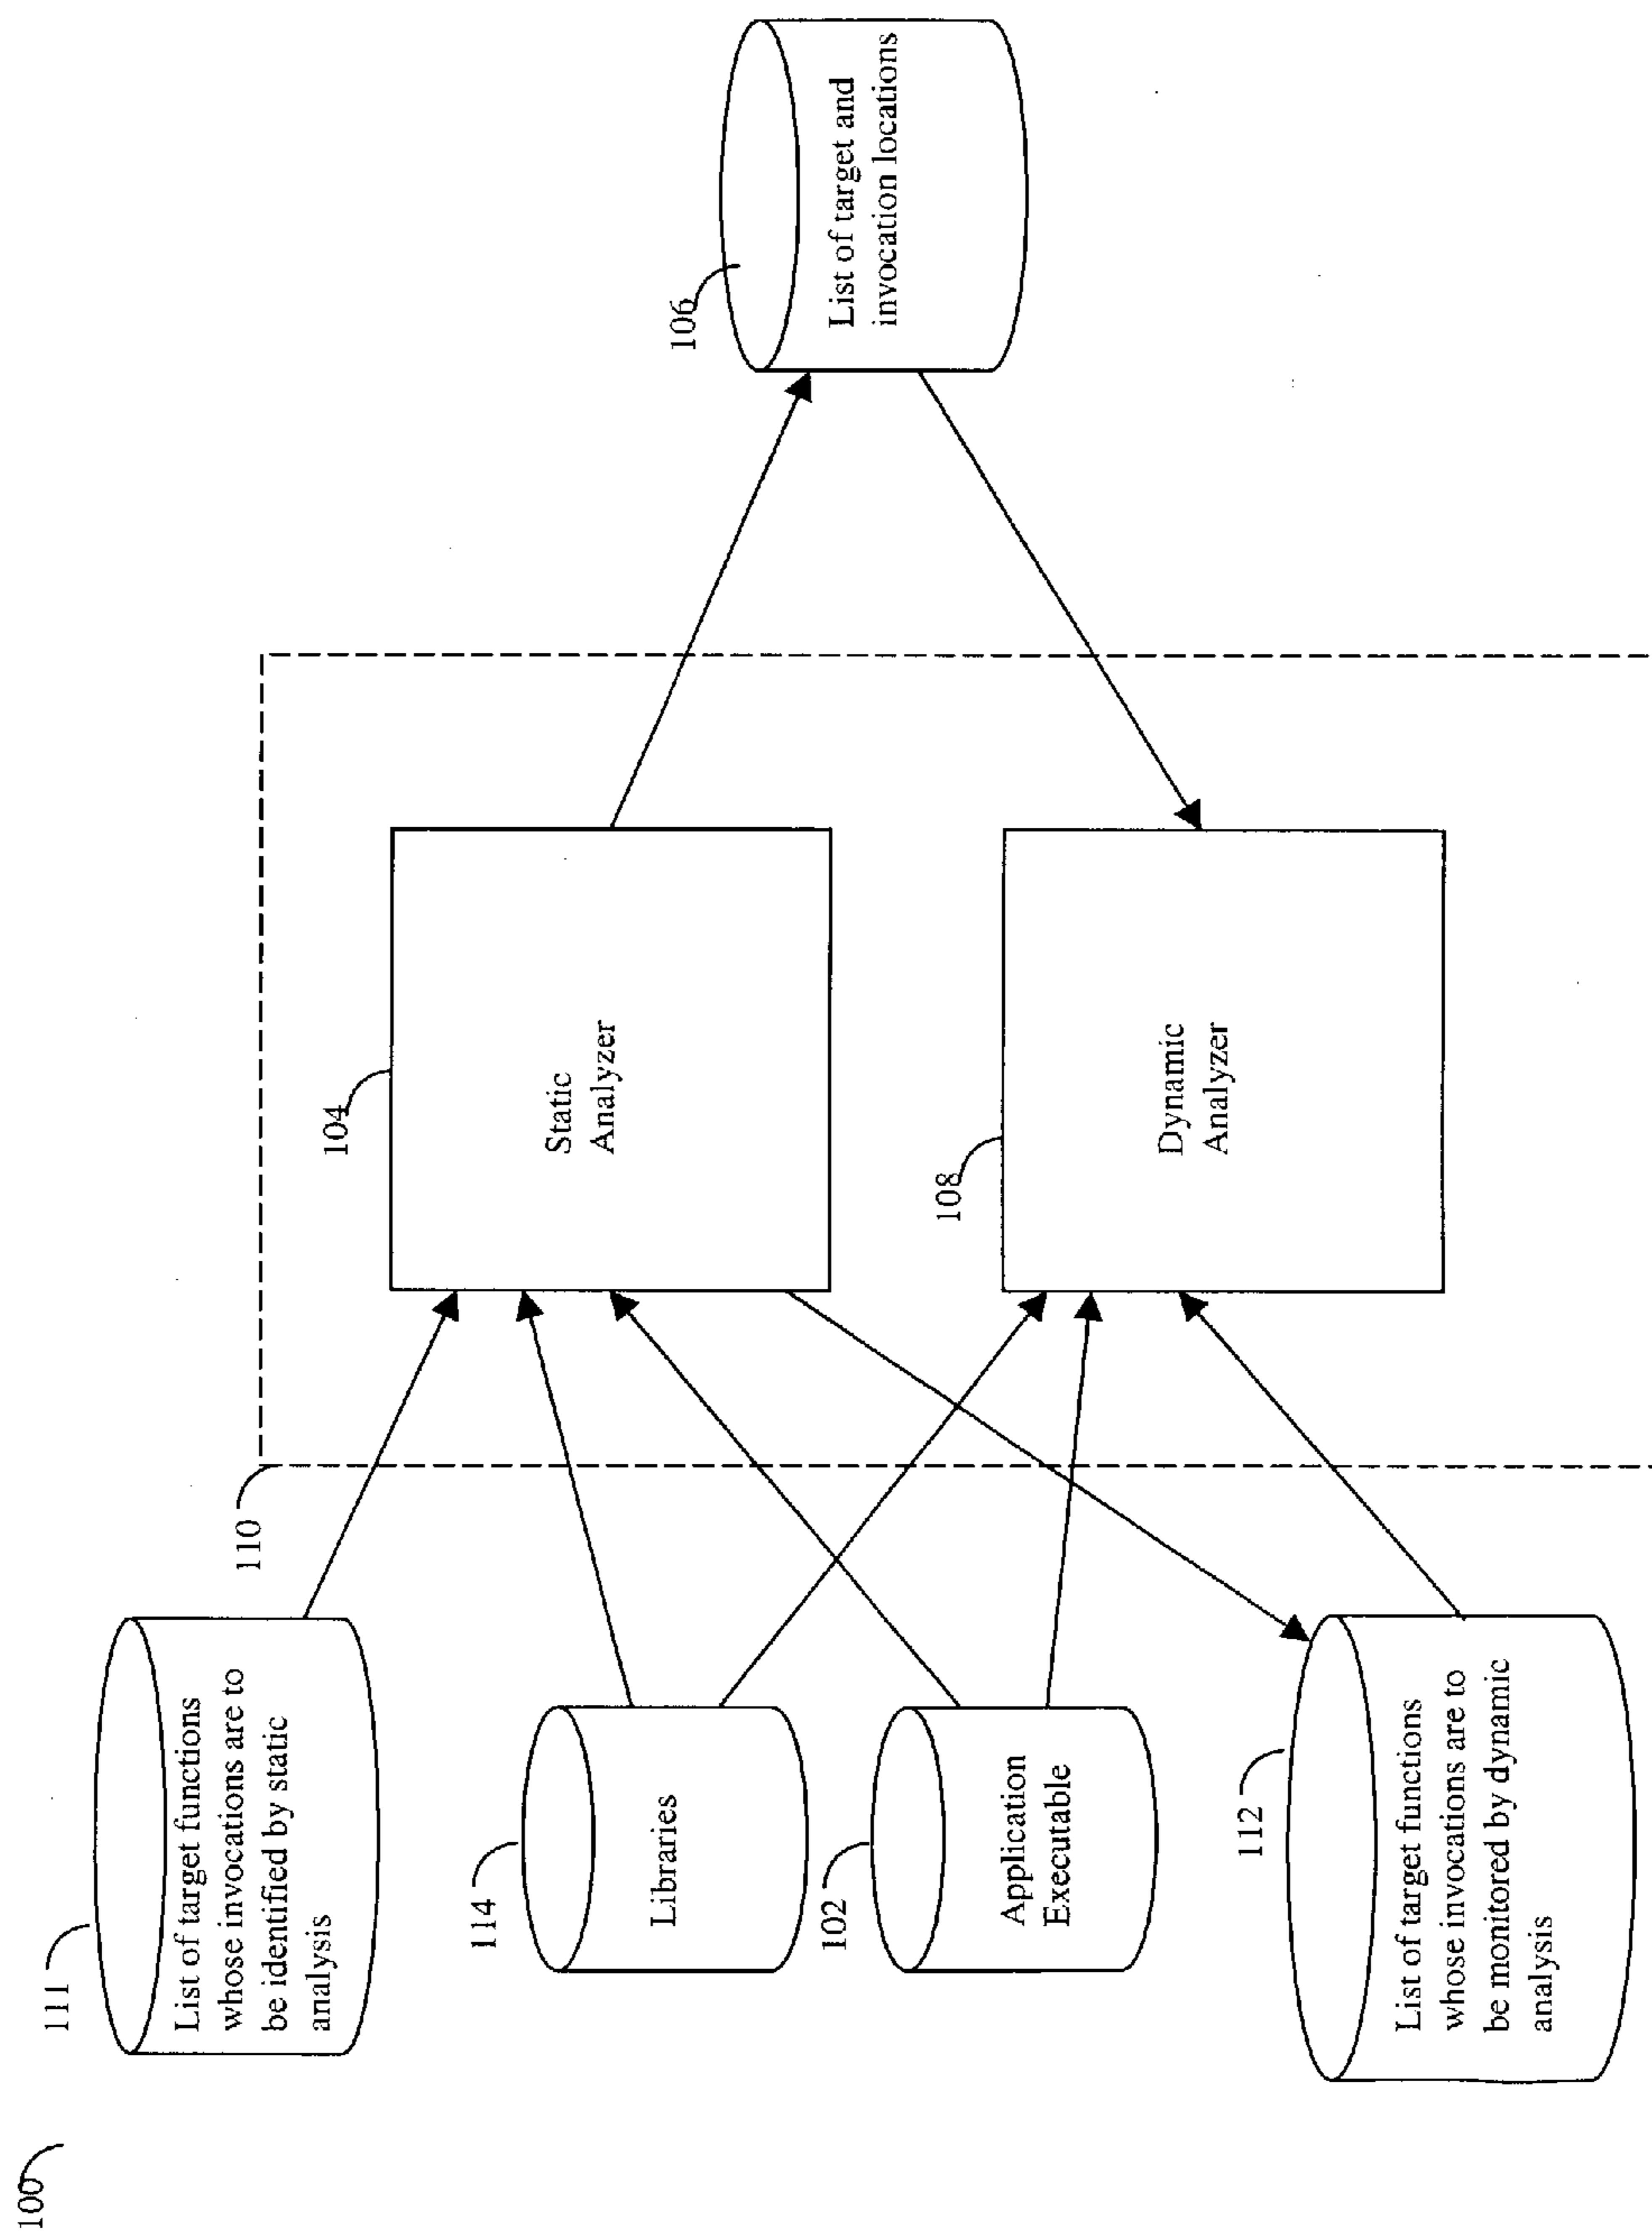 100
111
List of target functions
whose invocations are to
be identified by static
analysis
110
104
Static
Analyzer
106
List of target and
invocation locations
114
Libraries
102
Application
Executable
108
Dynamic
Analyzer
112
List of target functions
whose invocations are to
be monitored by dynamic
analysis